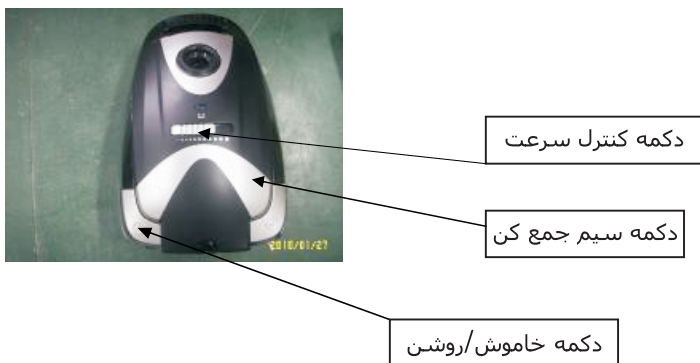 دکمه کنترل سرعت
دکمه سیم جمع کن
2010/01/27
دکمه خاموش/روشن